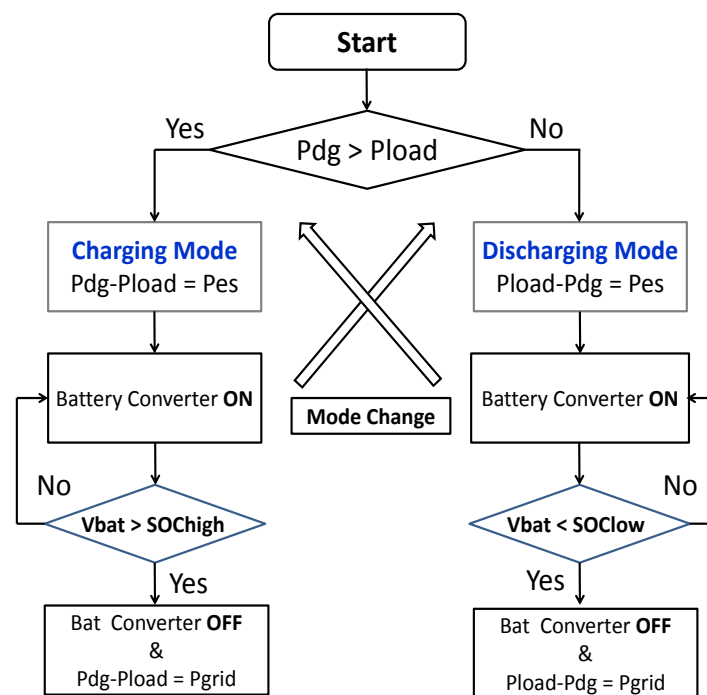 Start
Yes
No
Pdg > Pload
Charging Mode
Pdg-Pload = Pes
Discharging Mode
Pload-Pdg = Pes
Battery Converter ON
Mode Change
Battery Converter ON
No
Vbat > SOChigh
Vbat < SOClow
No
Yes
Yes
Bat Converter OFF
&
Pdg-Pload = Pgrid
Bat Converter OFF
&
Pload-Pdg = Pgrid